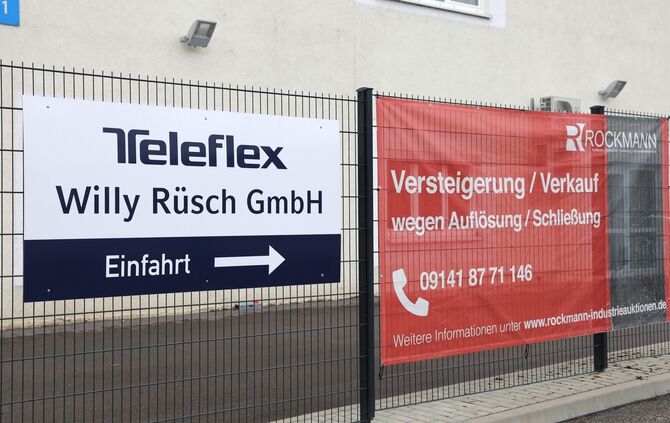 1
Teleflex
Willy Rüsch GmbH
Einfahrt
ROCKMANN
Versteigerung / Verkauf
wegen Auflösung / Schließung
09141 87 71 146
Weitere Informationen unter www.rockmann-industrieauktionen.de